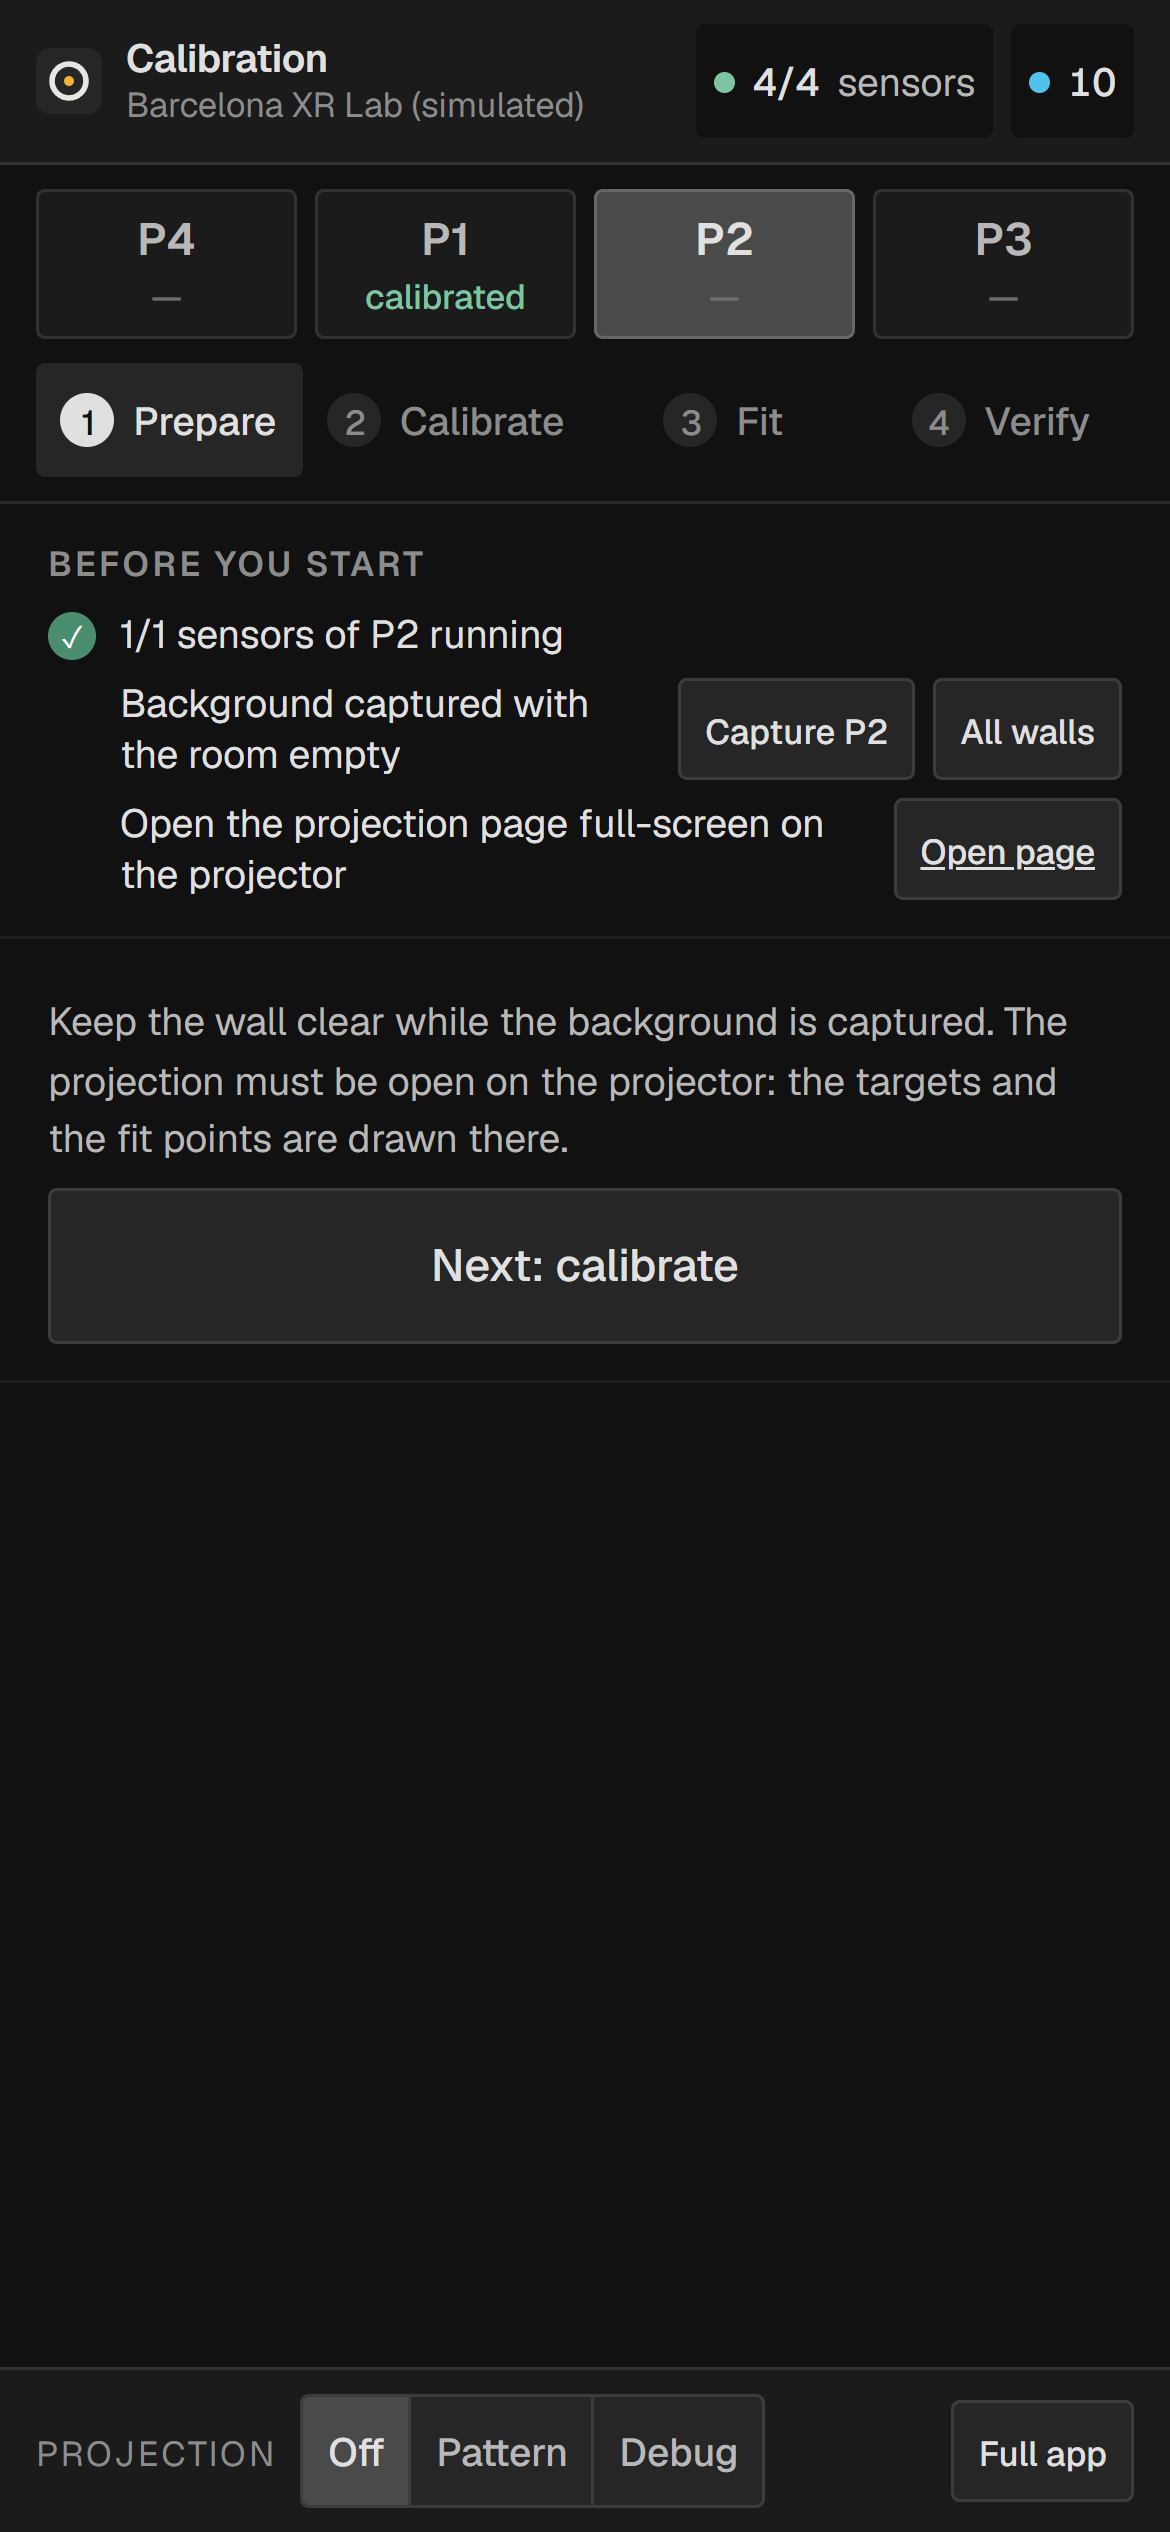 Calibration
Barcelona XR Lab (simulated)
4/4 sensors
10
P4
—
P1
calibrated
P2
—
P3
—
1 Prepare
2 Calibrate
3 Fit
4 Verify
BEFORE YOU START
✓ 1/1 sensors of P2 running
Background captured with
the room empty
Capture P2
All walls
Open the projection page full-screen on
the projector
Open page
Keep the wall clear while the background is captured. The
projection must be open on the projector: the targets and
the fit points are drawn there.
Next: calibrate
PROJECTION
Off
Pattern
Debug
Full app